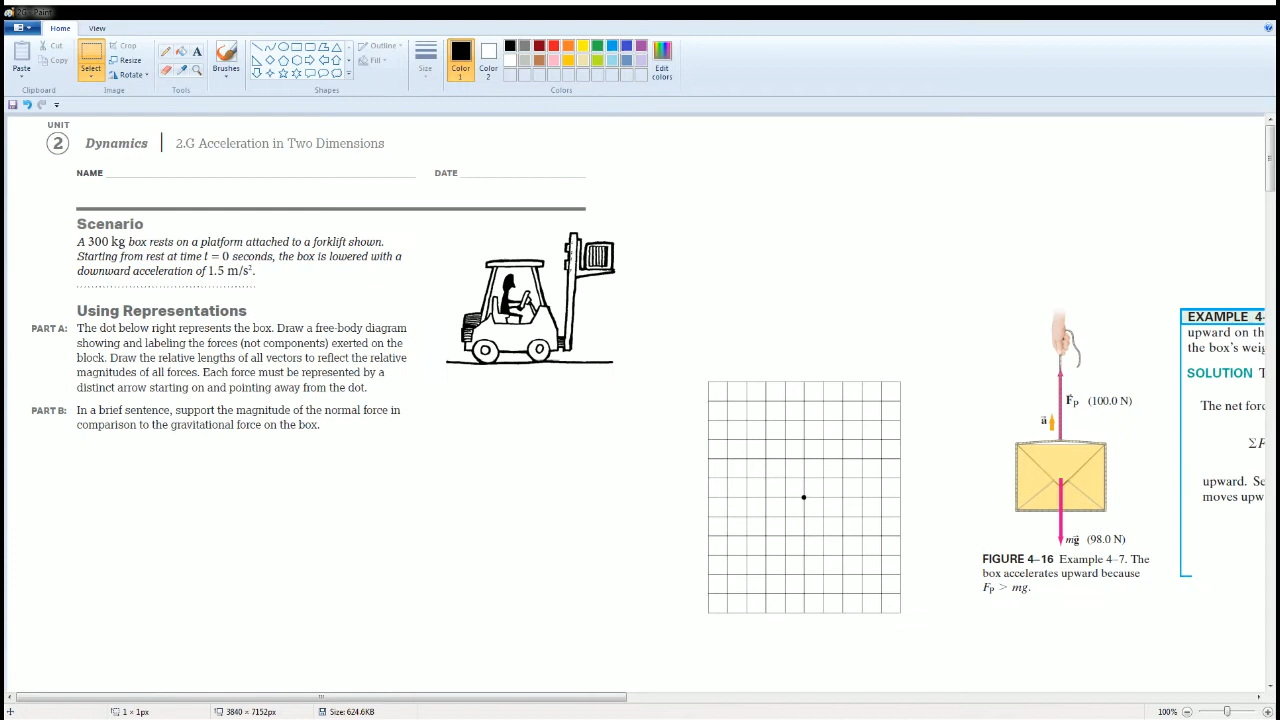 2G - Paint
Home
View
Paste
Cut
Copy
Clipboard
Select
Crop
Resize
Rotate
Image
A
Tools
Brushes
Outline
Fill
Shapes
Size
Color
1
Color
2
Edit
colors
Colors
UNIT
2 Dynamics | 2.G Acceleration in Two Dimensions
NAME DATE
Scenario
A 300 kg box rests on a platform attached to a forklift shown.
Starting from rest at time t = 0 seconds, the box is lowered with a
downward acceleration of 1.5 m/s².
Using Representations
PART A: The dot below right represents the box. Draw a free-body diagram
showing and labeling the forces (not components) exerted on the
block. Draw the relative lengths of all vectors to reflect the relative
magnitudes of all forces. Each force must be represented by a
distinct arrow starting on and pointing away from the dot.
PART B: In a brief sentence, support the magnitude of the normal force in
comparison to the gravitational force on the box.
F⃗P (100.0 N)
a⃗
mg⃗ (98.0 N)
FIGURE 4–16 Example 4–7. The
box accelerates upward because
FP > mg.
EXAMPLE 4-
upward on th
the box's weig
SOLUTION T
The net forc
ΣF
upward. Se
moves upw
1 × 1px
3840 × 7152px
Size: 624.6KB
100%